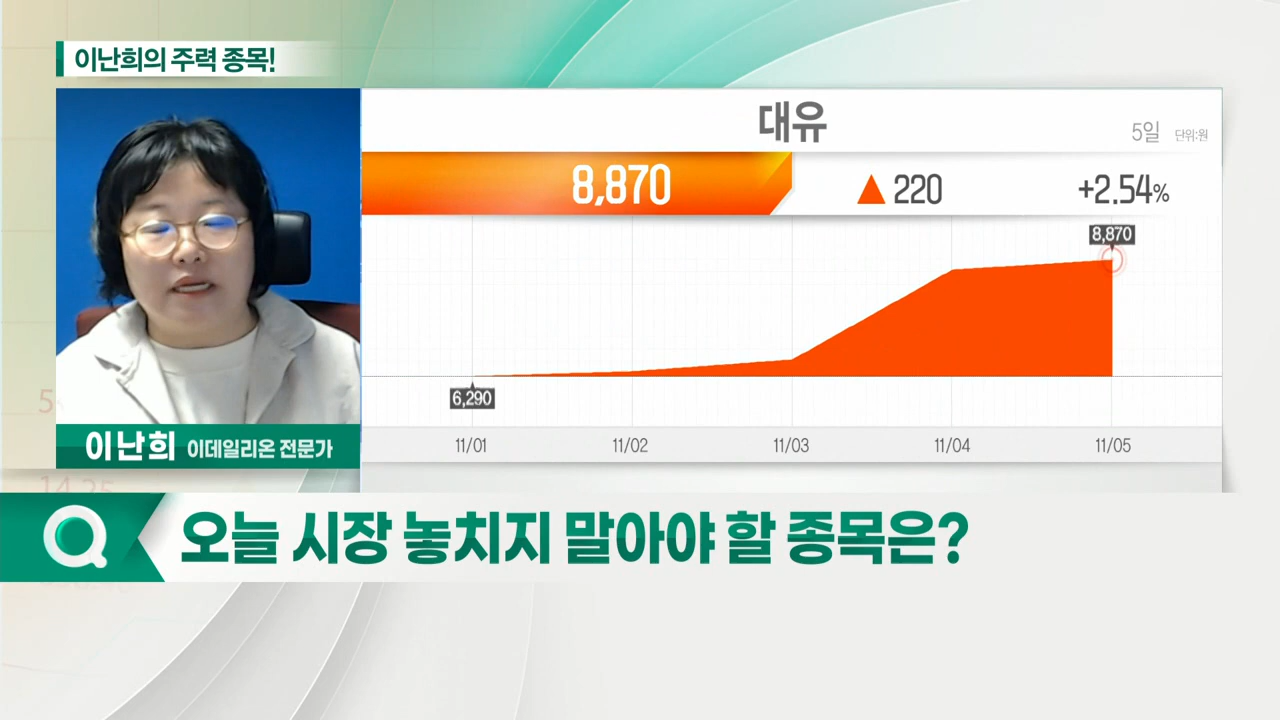 이난희의 주력 종목!
대유
5일 단위:원
8,870 ▲ 220 +2.54%
8,870
6,290
11/01 11/02 11/03 11/04 11/05
이난희 이데일리온 전문가
14.25
Q 오늘 시장 놓치지 말아야 할 종목은?